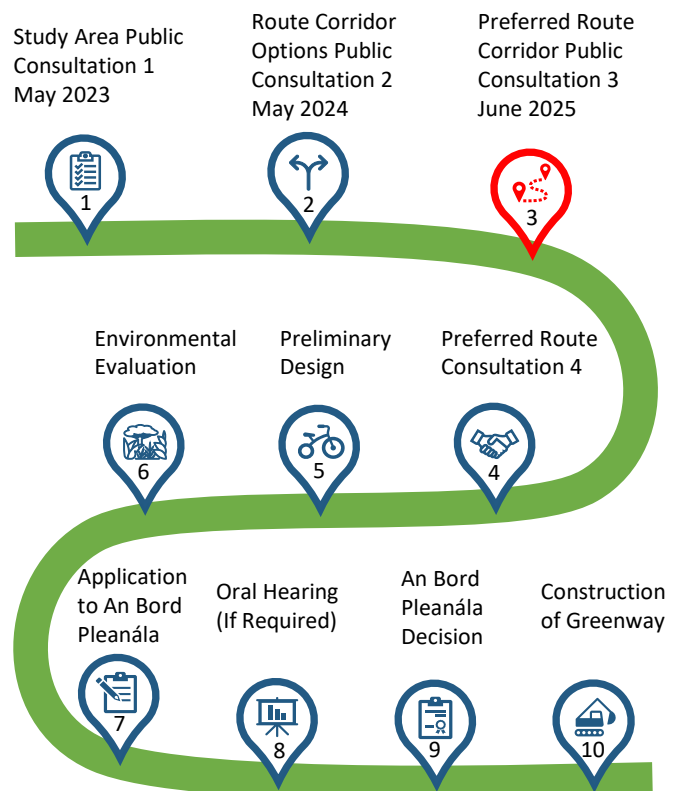 Study Area Public
Consultation 1
May 2023
1
Route Corridor
Options Public
Consultation 2
May 2024
2
Preferred Route
Corridor Public
Consultation 3
June 2025
3
Preferred Route
Consultation 4
4
Preliminary
Design
5
Environmental
Evaluation
6
Application
to An Bord
Pleanála
7
Oral Hearing
(If Required)
8
An Bord
Pleanála
Decision
9
Construction
of Greenway
10